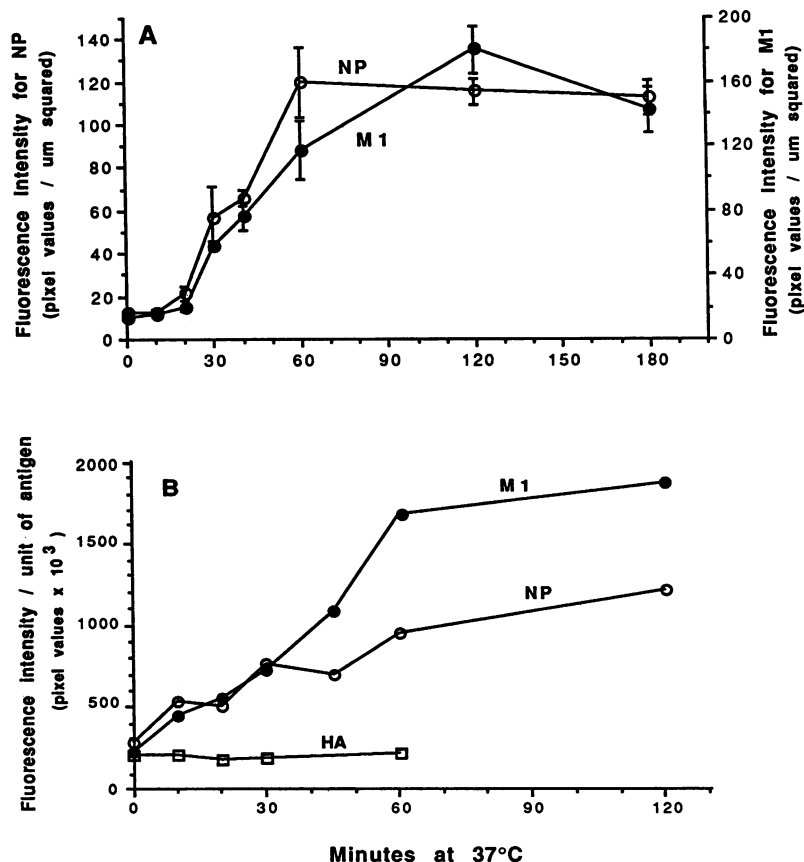 A
Fluorescence Intensity for NP
(pixel values / um squared)
140
120
100
80
60
40
20
0
Fluorescence Intensity for M1
(pixel values / um squared)
200
160
120
80
40
0
NP
M1
0 30 60 90 120 150 180
B
Fluorescence intensity / unit of antigen
(pixel values x 10³ )
2000
1500
1000
500
0
M1
NP
HA
0 30 60 90 120
Minutes at 37°C